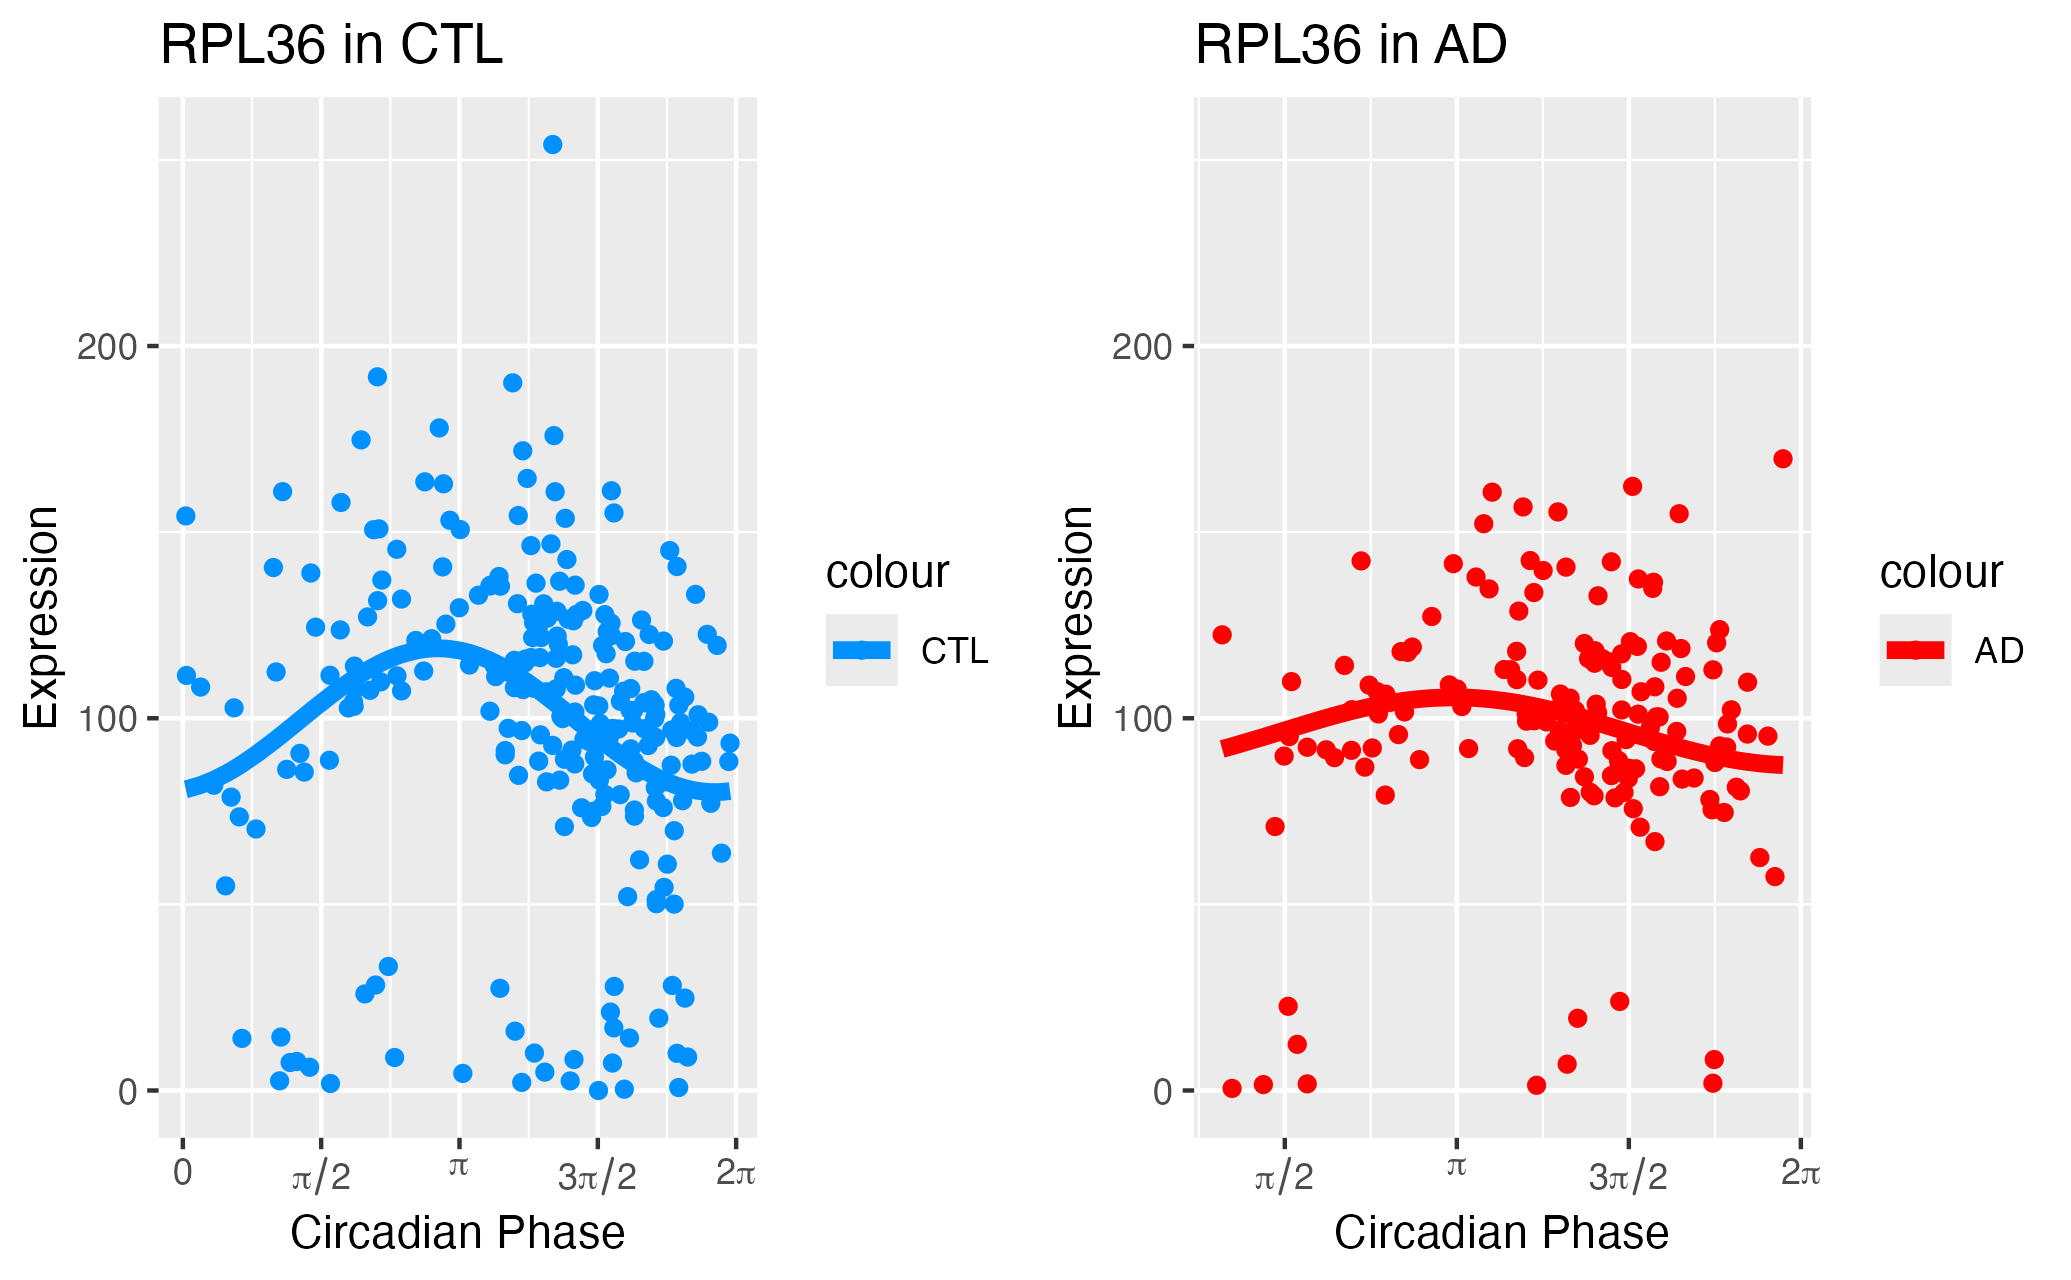 RPL36 in CTL
Expression
200
100
0
0
π/2
π
3π/2
2π
Circadian Phase
colour
CTL
RPL36 in AD
Expression
200
100
0
π/2
π
3π/2
2π
Circadian Phase
colour
AD